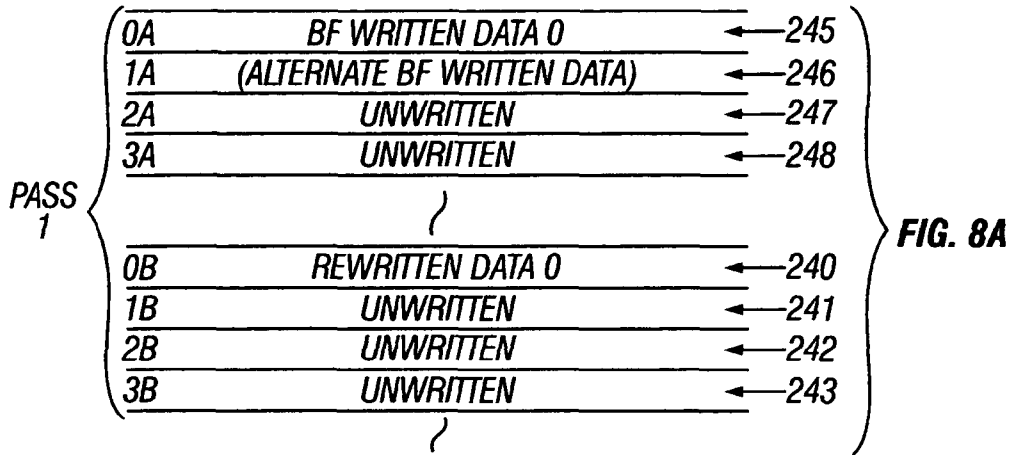 0A BF WRITTEN DATA 0 245
1A (ALTERNATE BF WRITTEN DATA) 246
2A UNWRITTEN 247
3A UNWRITTEN 248
PASS
1
FIG. 8A
0B REWRITTEN DATA 0 240
1B UNWRITTEN 241
2B UNWRITTEN 242
3B UNWRITTEN 243